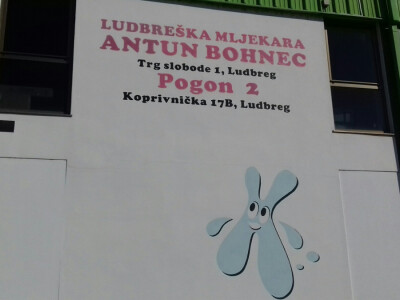 LUDBREŠKA MLJEKARA
ANTUN BOHNEC
Trg slobode 1, Ludbreg
Pogon 2
Koprivnička 17B, Ludbreg